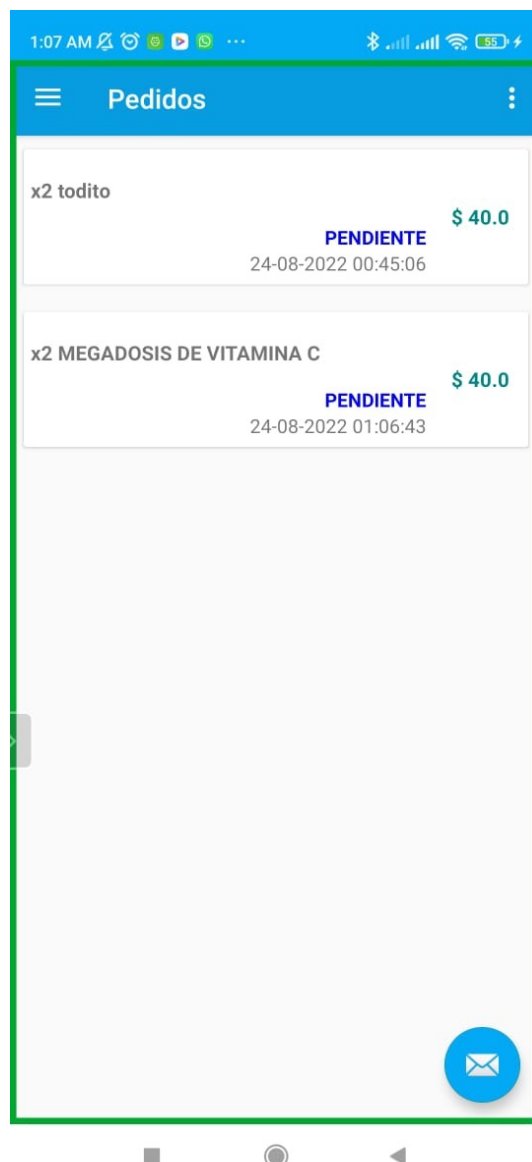 1:07 AM
55
Pedidos
x2 todito
$ 40.0
PENDIENTE
24-08-2022 00:45:06
x2 MEGADOSIS DE VITAMINA C
$ 40.0
PENDIENTE
24-08-2022 01:06:43